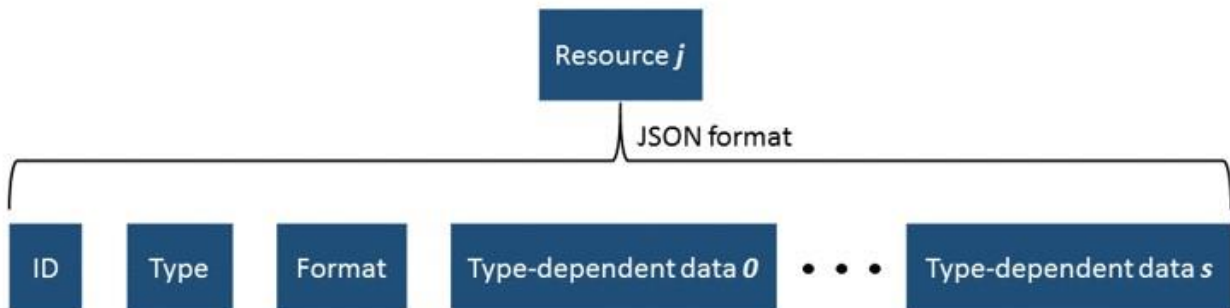 Resource j
JSON format
ID
Type
Format
Type-dependent data 0
• • •
Type-dependent data s